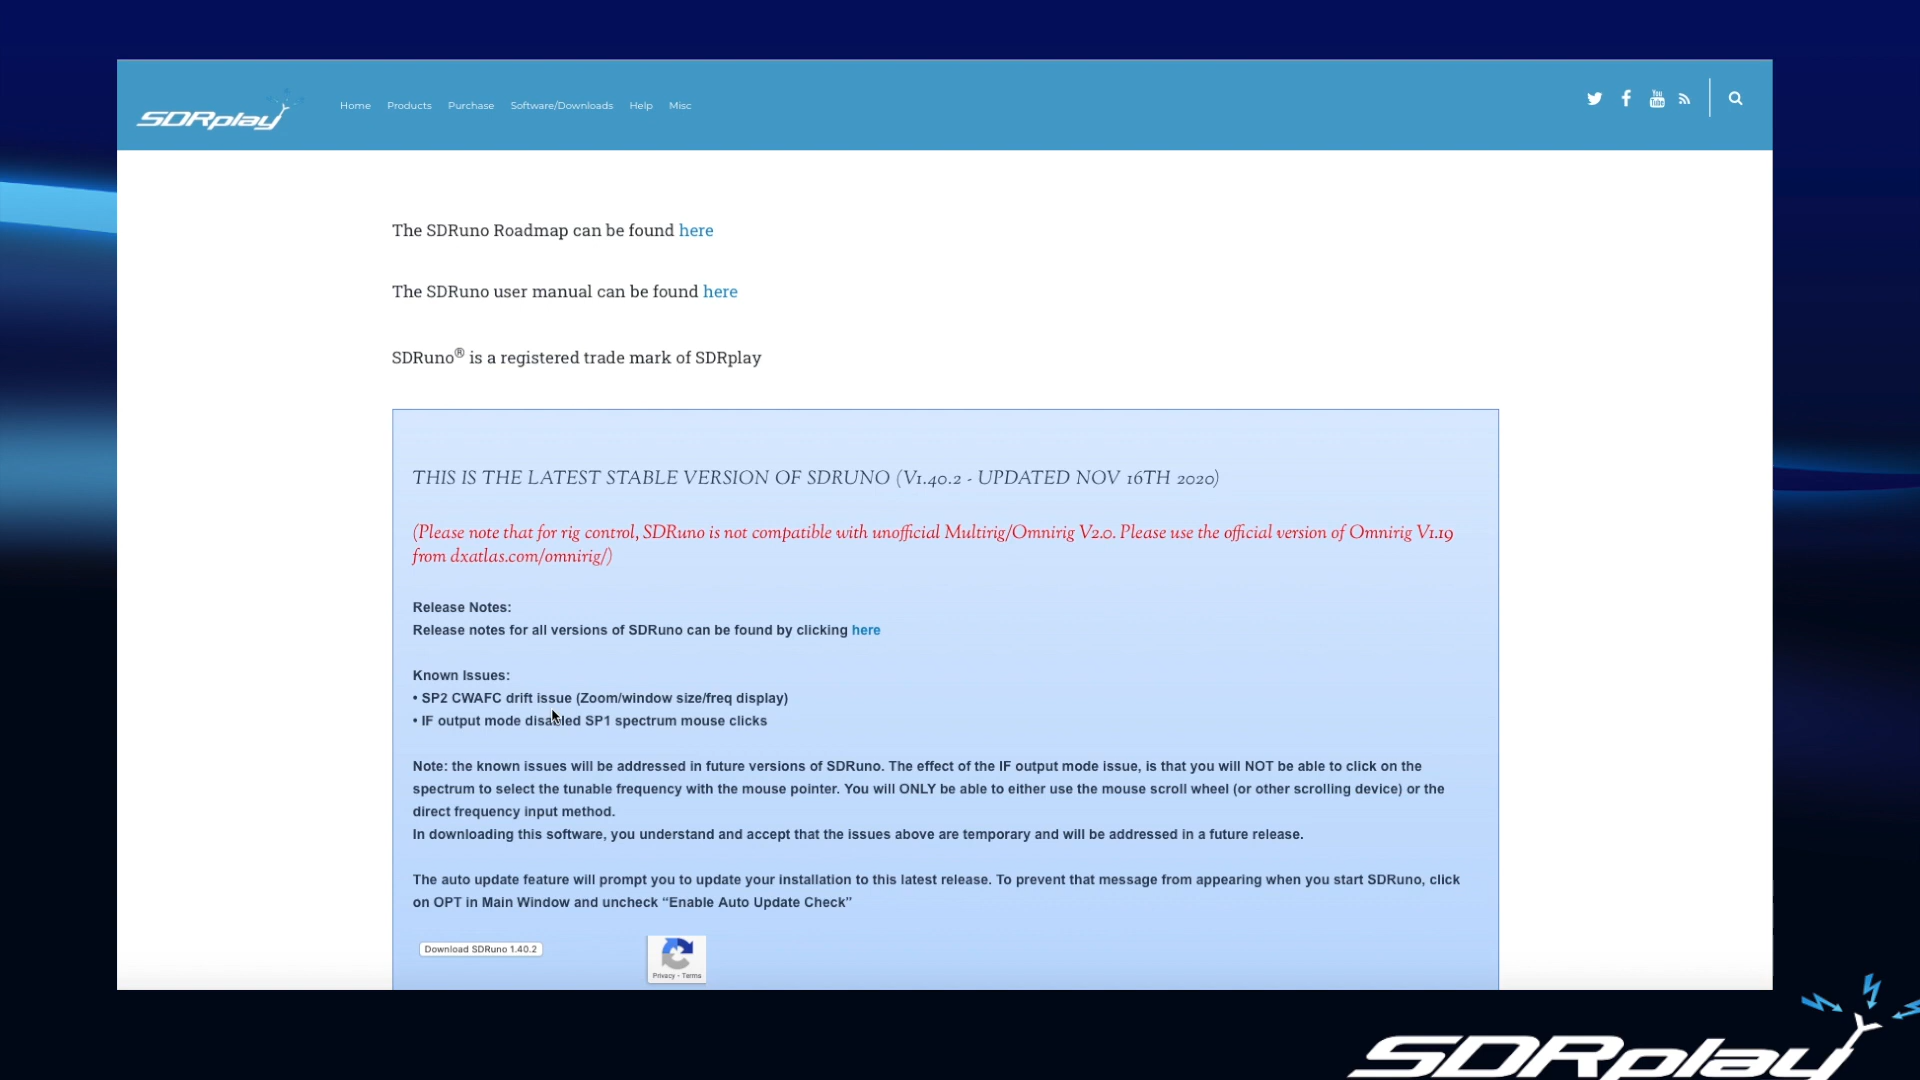 SDRplay
Home Products Purchase Software/Downloads Help Misc
You
Tube
The SDRuno Roadmap can be found here
The SDRuno user manual can be found here
SDRuno® is a registered trade mark of SDRplay
THIS IS THE LATEST STABLE VERSION OF SDRUNO (V1.40.2 - UPDATED NOV 16TH 2020)
(Please note that for rig control, SDRuno is not compatible with unofficial Multirig/Omnirig V2.0. Please use the official version of Omnirig V1.19
from dxatlas.com/omnirig/)
Release Notes:
Release notes for all versions of SDRuno can be found by clicking here
Known Issues:
• SP2 CWAFC drift issue (Zoom/window size/freq display)
• IF output mode disabled SP1 spectrum mouse clicks
Note: the known issues will be addressed in future versions of SDRuno. The effect of the IF output mode issue, is that you will NOT be able to click on the
spectrum to select the tunable frequency with the mouse pointer. You will ONLY be able to either use the mouse scroll wheel (or other scrolling device) or the
direct frequency input method.
In downloading this software, you understand and accept that the issues above are temporary and will be addressed in a future release.
The auto update feature will prompt you to update your installation to this latest release. To prevent that message from appearing when you start SDRuno, click
on OPT in Main Window and uncheck “Enable Auto Update Check”
Download SDRuno 1.40.2
Privacy - Terms
SDRplay